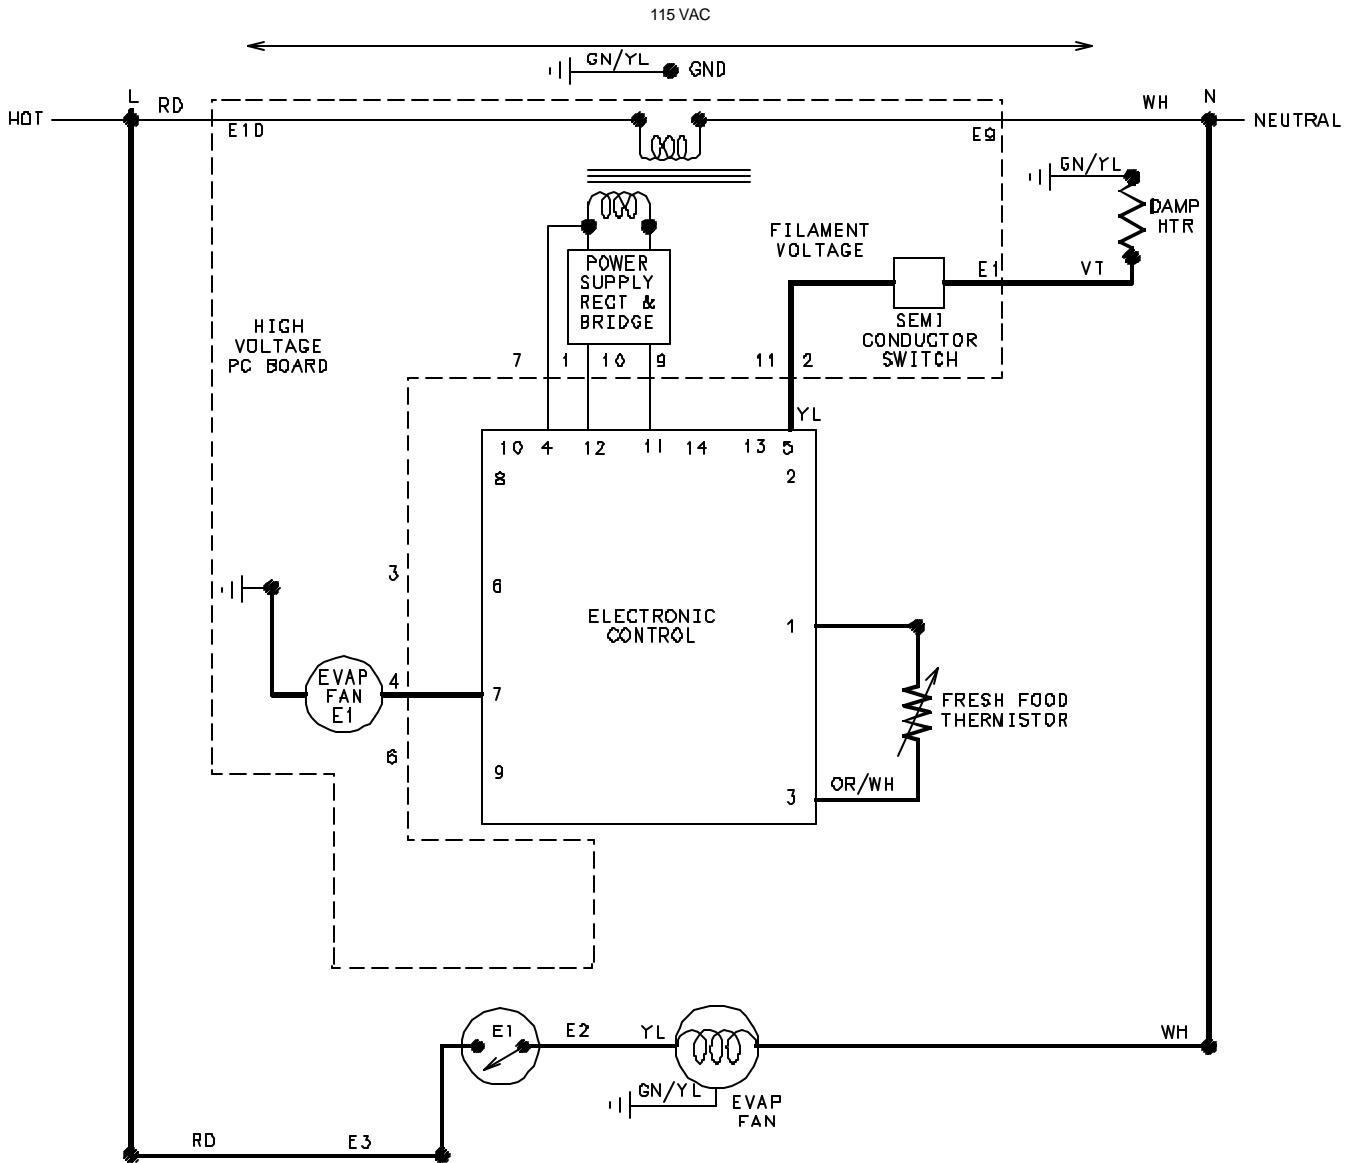 115 VAC
GN/YL GND
L
RD
HOT
E1D
WH
N
NEUTRAL
E9
GN/YL
DAMP
HTR
FILAMENT
VOLTAGE
E1
VT
POWER
SUPPLY
RECT &
BRIDGE
SEMI
CONDUCTOR
SWITCH
HIGH
VOLTAGE
PC BOARD
7 1 10 9 11 2
YL
10 4 12 11 14 13 5
8 2
3 6
ELECTRONIC
CONTROL
1
EVAP
FAN
E1
4 7
FRESH FOOD
THERNISTOR
6 9
OR/WH
3
E1 E2 YL WH
GN/YL
EVAP
FAN
RD E3